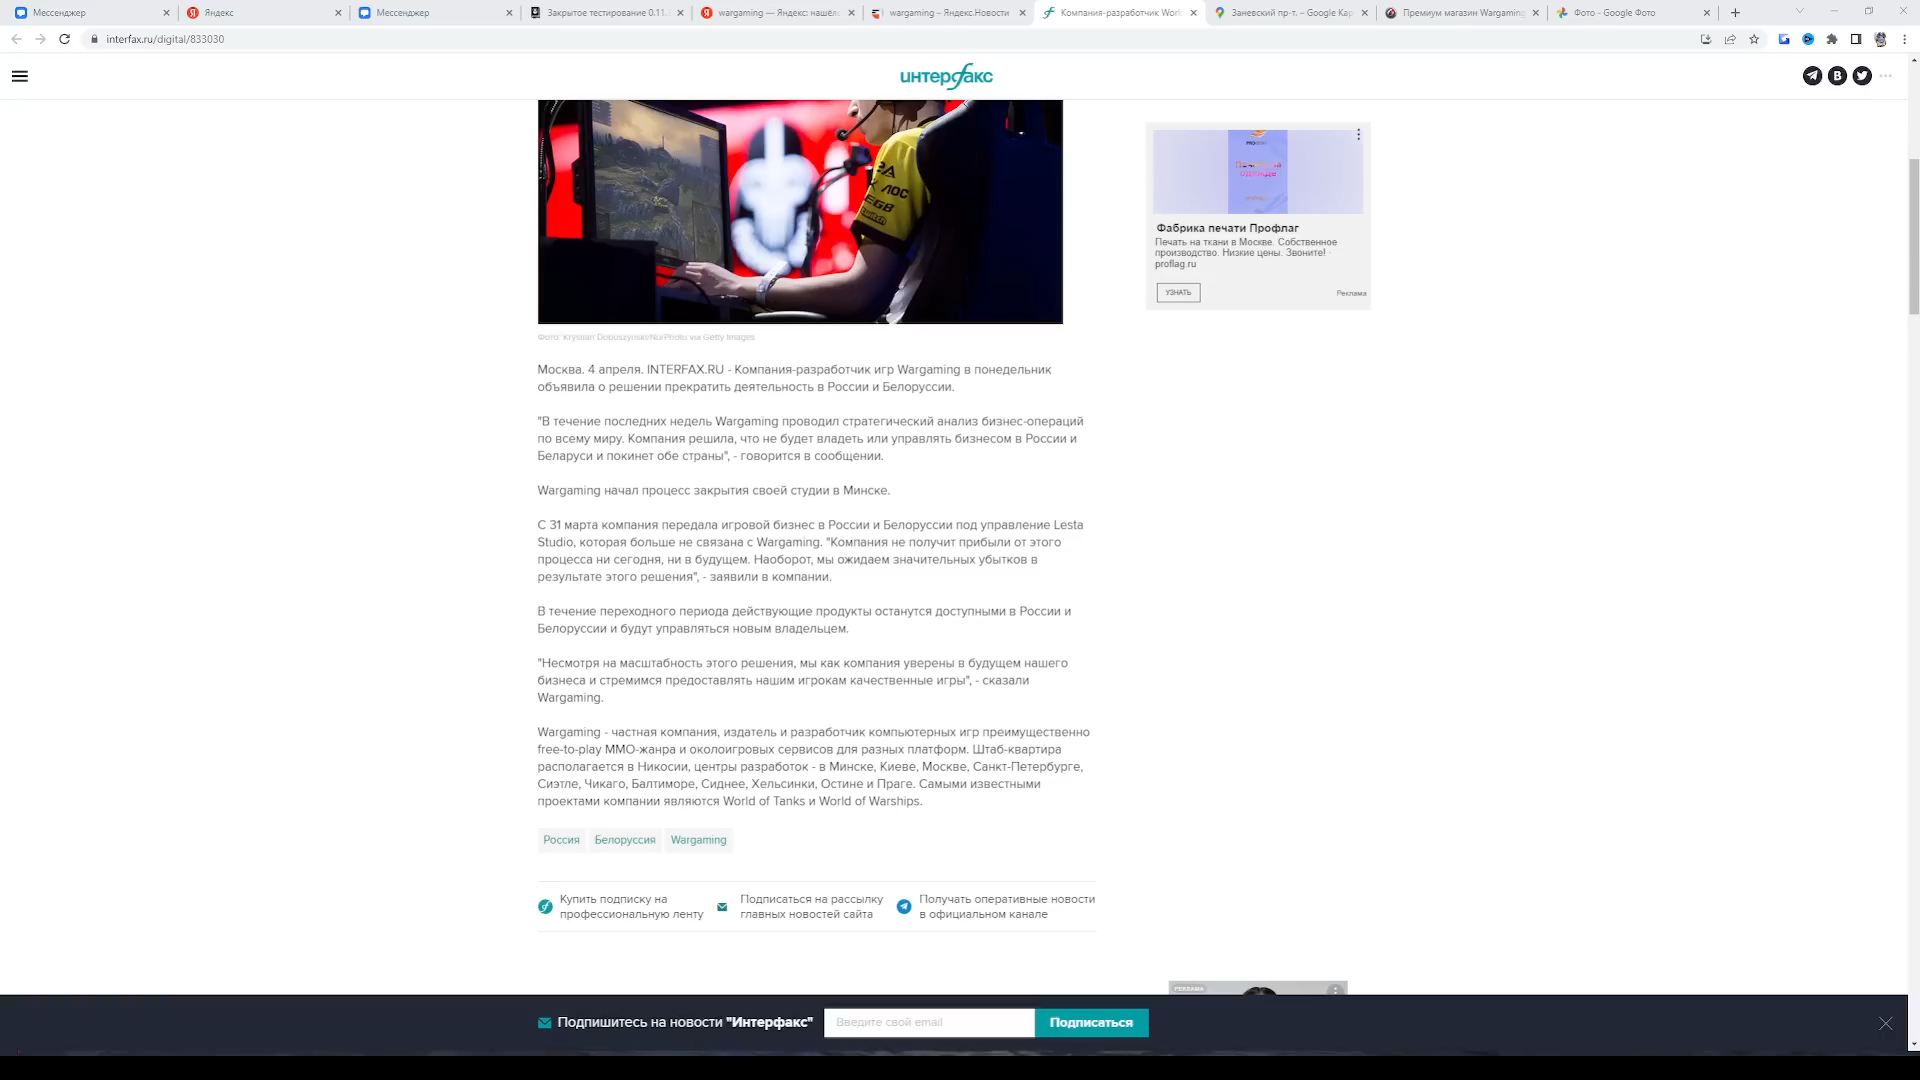 Мессенджер
Яндекс
Мессенджер
Закрытое тестирование 0.11.
wargaming — Яндекс: нашёл
wargaming – Яндекс.Новости
Компания-разработчик Worl
Заневский пр-т. – Google Кар
Премиум магазин Wargaming
Фото - Google Фото
interfax.ru/digital/833030
интерфакс
AOC
EGB
twitch
Фабрика печати Профлаг
Печать на ткани в Москве. Собственное
производство. Низкие цены. Звоните! ·
proflag.ru
УЗНАТЬ
Реклама
Фото: Krystian Dobuszynski/NurPhoto via Getty Images
Москва. 4 апреля. INTERFAX.RU - Компания-разработчик игр Wargaming в понедельник
объявила о решении прекратить деятельность в России и Белоруссии.
"В течение последних недель Wargaming проводил стратегический анализ бизнес-операций
по всему миру. Компания решила, что не будет владеть или управлять бизнесом в России и
Беларуси и покинет обе страны", - говорится в сообщении.
Wargaming начал процесс закрытия своей студии в Минске.
С 31 марта компания передала игровой бизнес в России и Белоруссии под управление Lesta
Studio, которая больше не связана с Wargaming. "Компания не получит прибыли от этого
процесса ни сегодня, ни в будущем. Наоборот, мы ожидаем значительных убытков в
результате этого решения", - заявили в компании.
В течение переходного периода действующие продукты останутся доступными в России и
Белоруссии и будут управляться новым владельцем.
"Несмотря на масштабность этого решения, мы как компания уверены в будущем нашего
бизнеса и стремимся предоставлять нашим игрокам качественные игры", - сказали
Wargaming.
Wargaming - частная компания, издатель и разработчик компьютерных игр преимущественно
free-to-play MMO-жанра и околоигровых сервисов для разных платформ. Штаб-квартира
располагается в Никосии, центры разработок - в Минске, Киеве, Москве, Санкт-Петербурге,
Сиэтле, Чикаго, Балтиморе, Сиднее, Хельсинки, Остине и Праге. Самыми известными
проектами компании являются World of Tanks и World of Warships.
Россия
Белоруссия
Wargaming
Купить подписку на
профессиональную ленту
Подписаться на рассылку
главных новостей сайта
Получать оперативные новости
в официальном канале
РЕКЛАМА
Подпишитесь на новости "Интерфакс"
Введите свой email
Подписаться